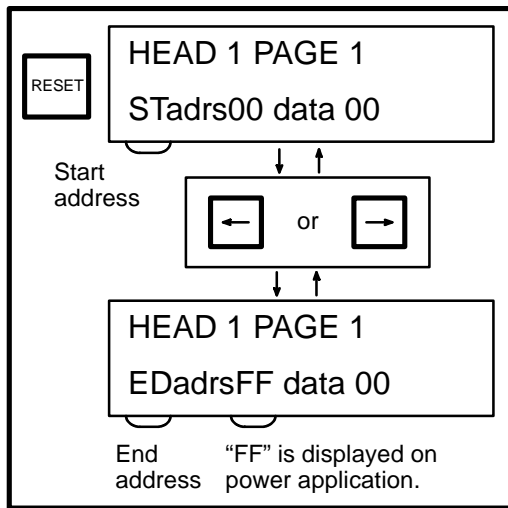 RESET
HEAD 1 PAGE 1
STadrs00 data 00
Start
address
← or →
HEAD 1 PAGE 1
EDadrsFF data 00
End
address
“FF” is displayed on
power application.